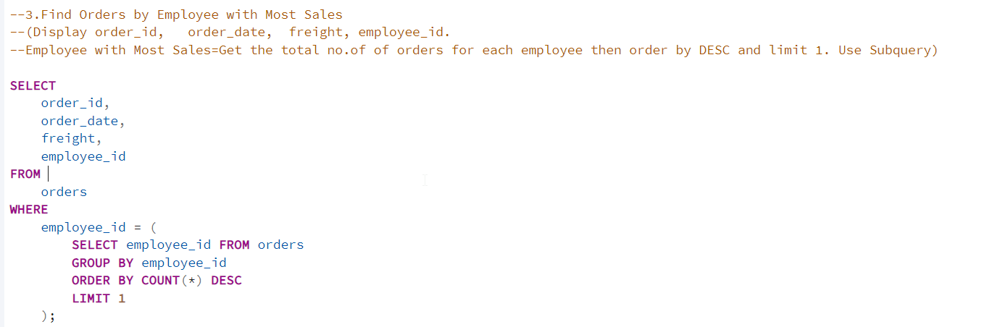 --3.Find Orders by Employee with Most Sales
--(Display order_id,   order_date,  freight, employee_id.
--Employee with Most Sales=Get the total no.of of orders for each employee then order by DESC and limit 1. Use Subquery)
SELECT
    order_id,
    order_date,
    freight,
    employee_id
FROM
    orders
WHERE
    employee_id = (
        SELECT employee_id FROM orders
        GROUP BY employee_id
        ORDER BY COUNT(*) DESC
        LIMIT 1
    );